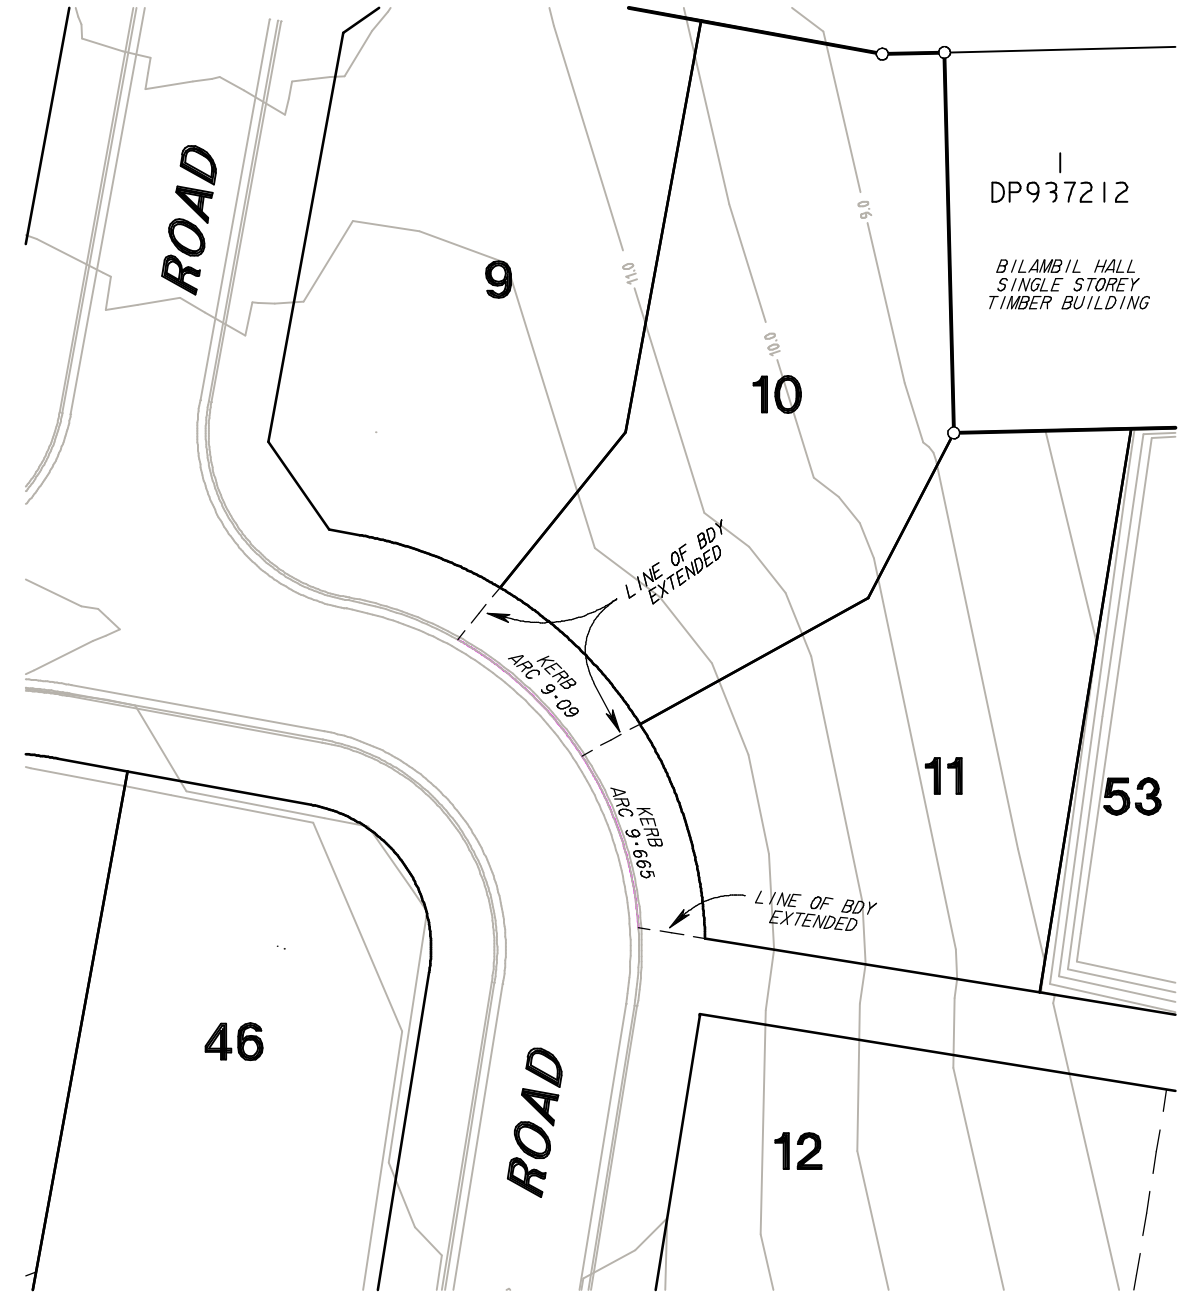 ROAD
9
11.0
10.0
9.0
10
1
DP937212
BILAMBIL HALL
SINGLE STOREY
TIMBER BUILDING
LINE OF BDY
EXTENDED
KERB
ARC 9·09
KERB
ARC 9·665
11
53
LINE OF BDY
EXTENDED
46
ROAD
12